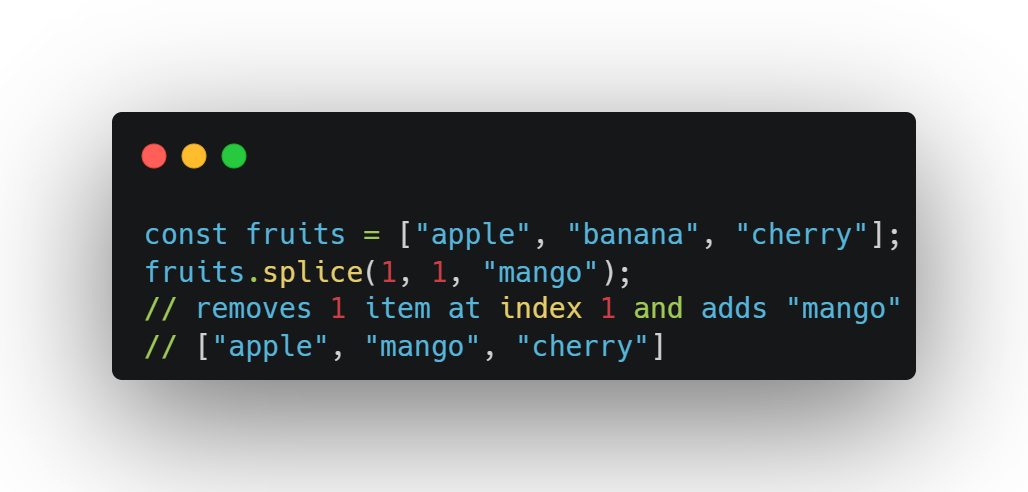 const fruits = ["apple", "banana", "cherry"];
fruits.splice(1, 1, "mango");
// removes 1 item at index 1 and adds "mango"
// ["apple", "mango", "cherry"]